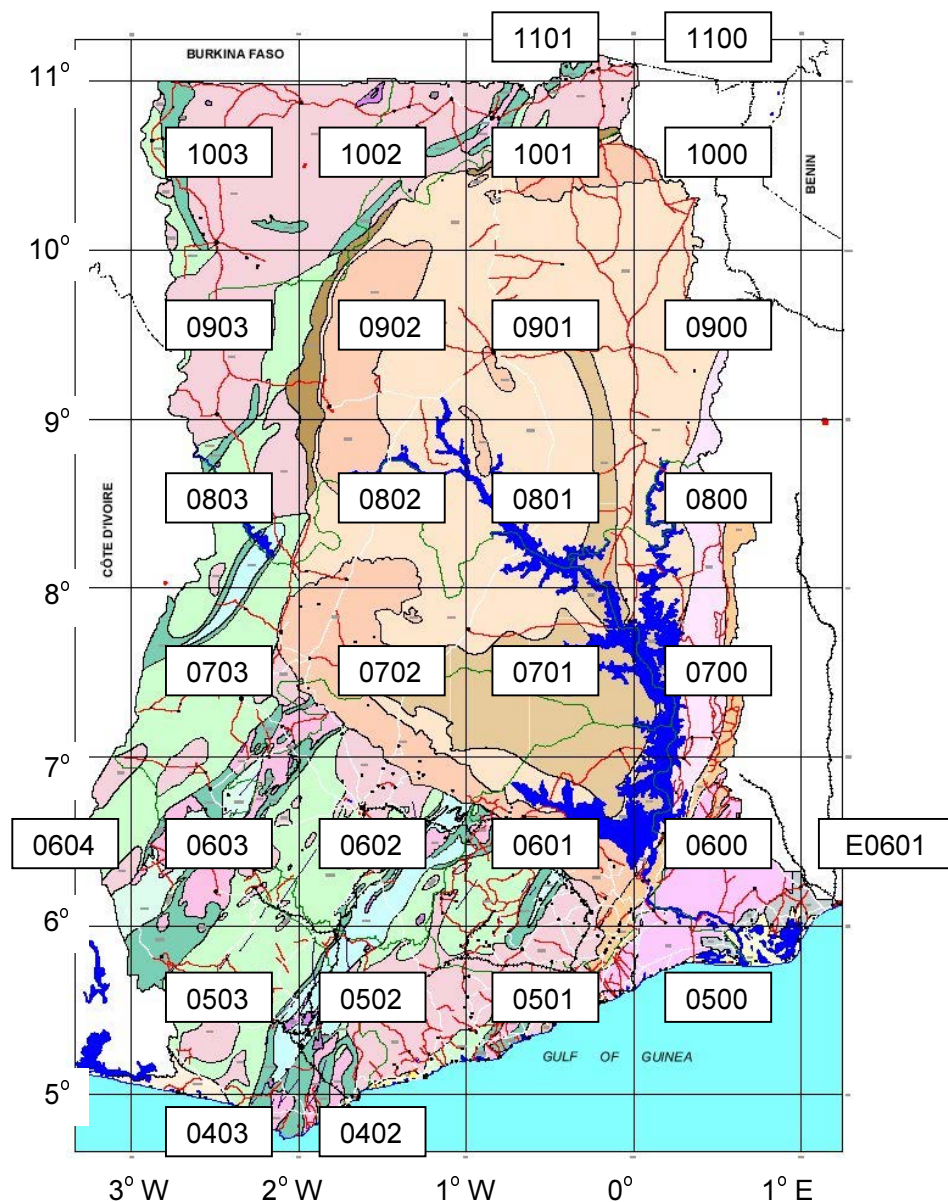 1101 1100
BURKINA FASO
11°
1003 1002 1001 1000
BENIN
10°
0903 0902 0901 0900
9°
CÔTE D'IVOIRE
0803 0802 0801 0800
8°
0703 0702 0701 0700
7°
0604 0603 0602 0601 0600 E0601
6°
0503 0502 0501 0500
GULF OF GUINEA
5°
0403 0402
3° W 2° W 1° W 0° 1° E